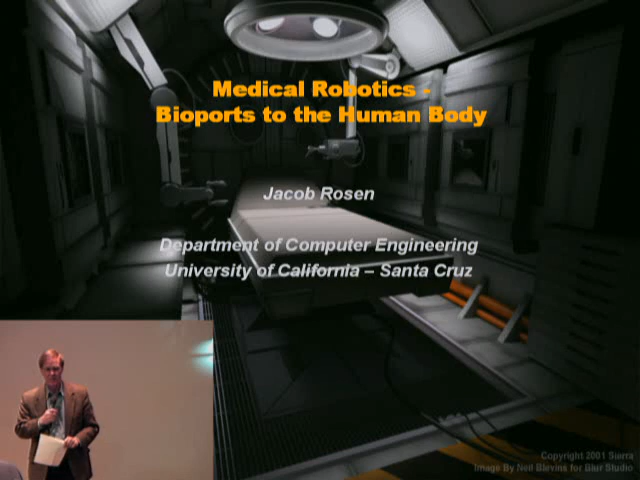 Medical Robotics -
Bioports to the Human Body
Jacob Rosen
Department of Computer Engineering
University of California – Santa Cruz
Copyright 2001 Sierra
Image By Neil Blevins for Blur Studio